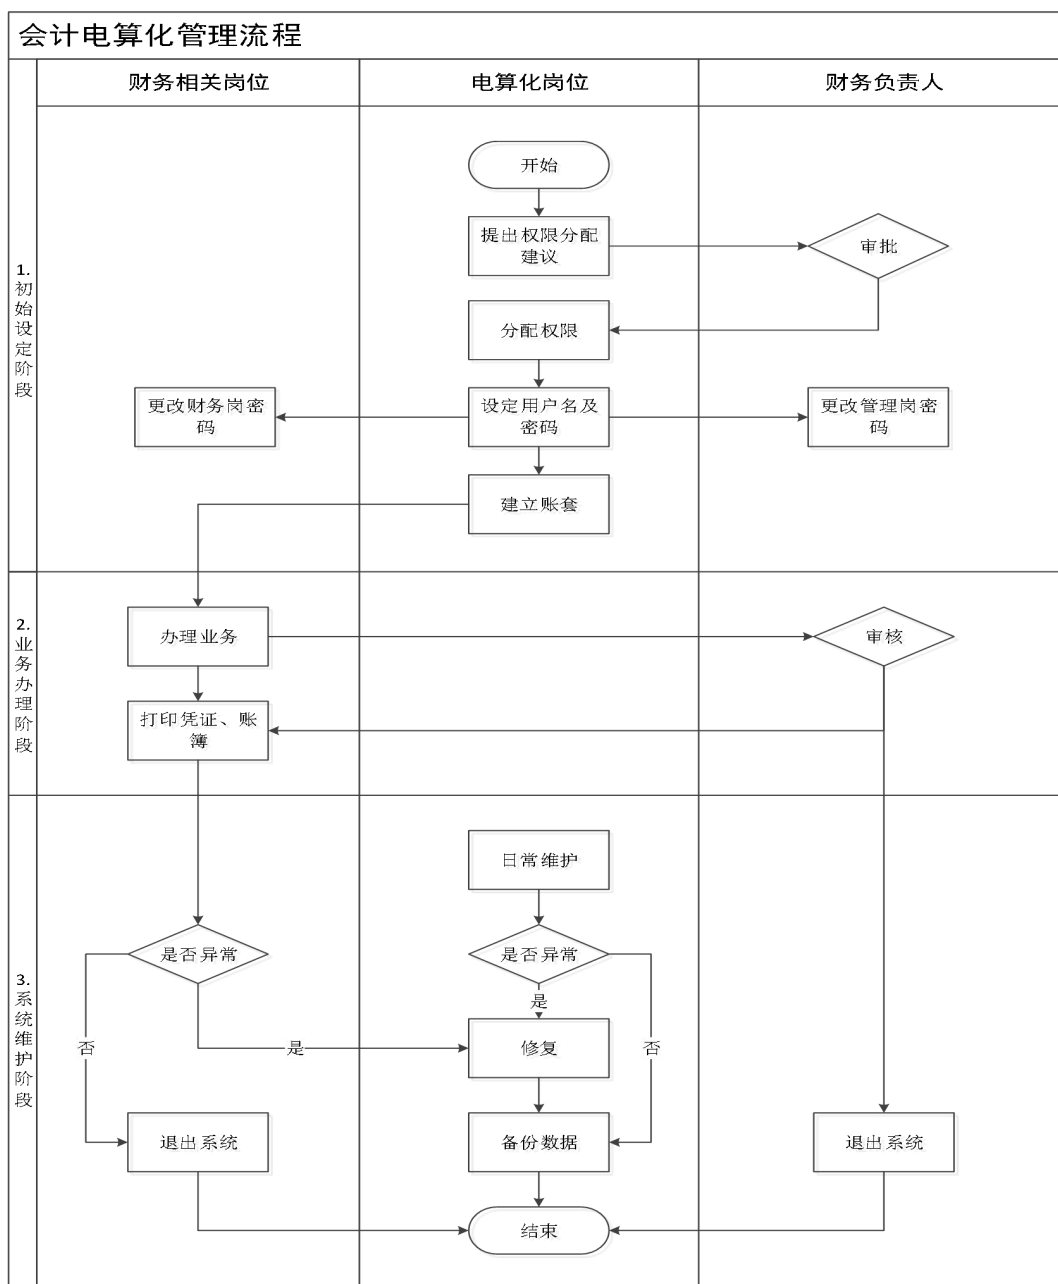 会计电算化管理流程
财务相关岗位
电算化岗位
财务负责人
1.
初
始
设
定
阶
段
开始
提出权限分配
建议
审批
分配权限
更改财务岗密
码
设定用户名及
密码
更改管理岗密
码
建立账套
2.
业
务
办
理
阶
段
办理业务
审核
打印凭证、账
簿
3.
系
统
维
护
阶
段
日常维护
是否异常
是否异常
是
否
是
修复
否
退出系统
备份数据
退出系统
结束